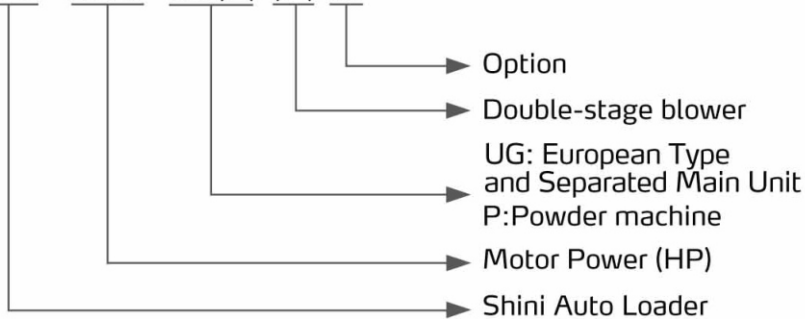 Option
Double-stage blower
UG: European Type
and Separated Main Unit
P:Powder machine
Motor Power (HP)
Shini Auto Loader